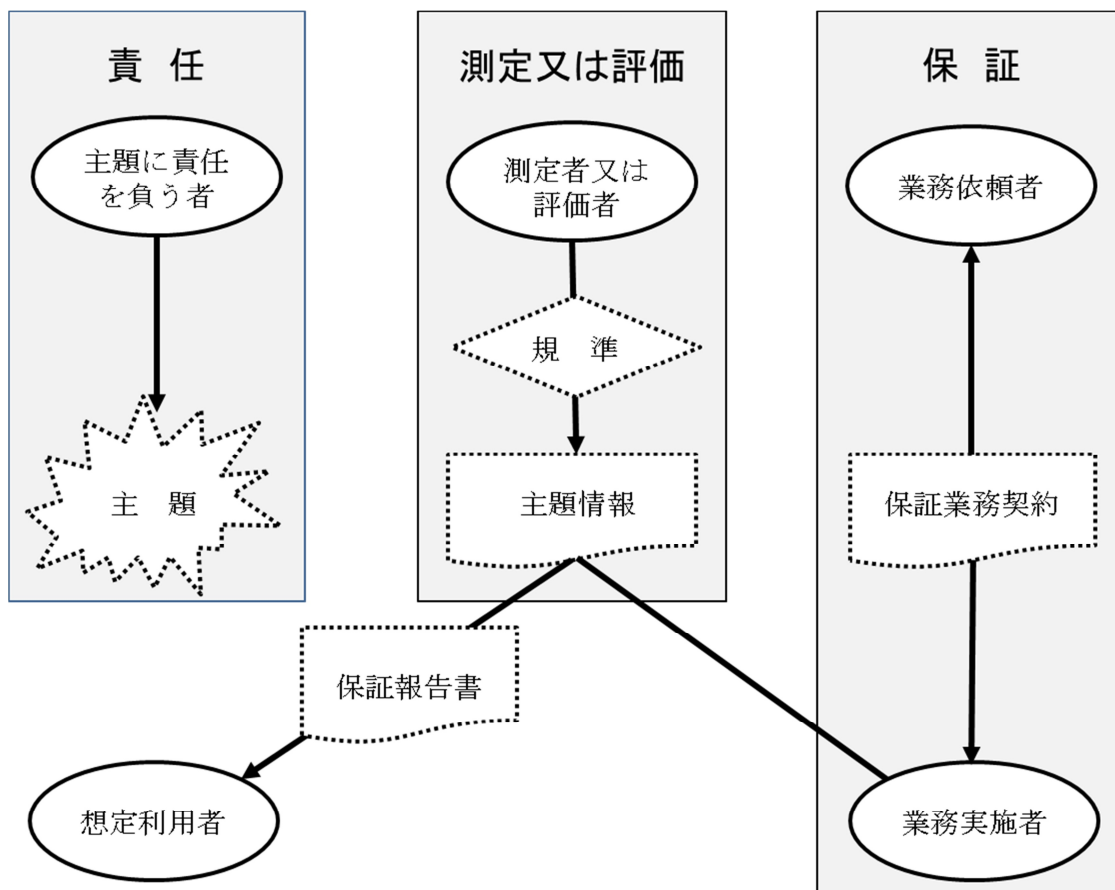 責 任
主題に責任
を負う者
主 題
測定又は評価
測定者又は
評価者
規 準
主題情報
保 証
業務依頼者
保証業務契約
業務実施者
保証報告書
想定利用者